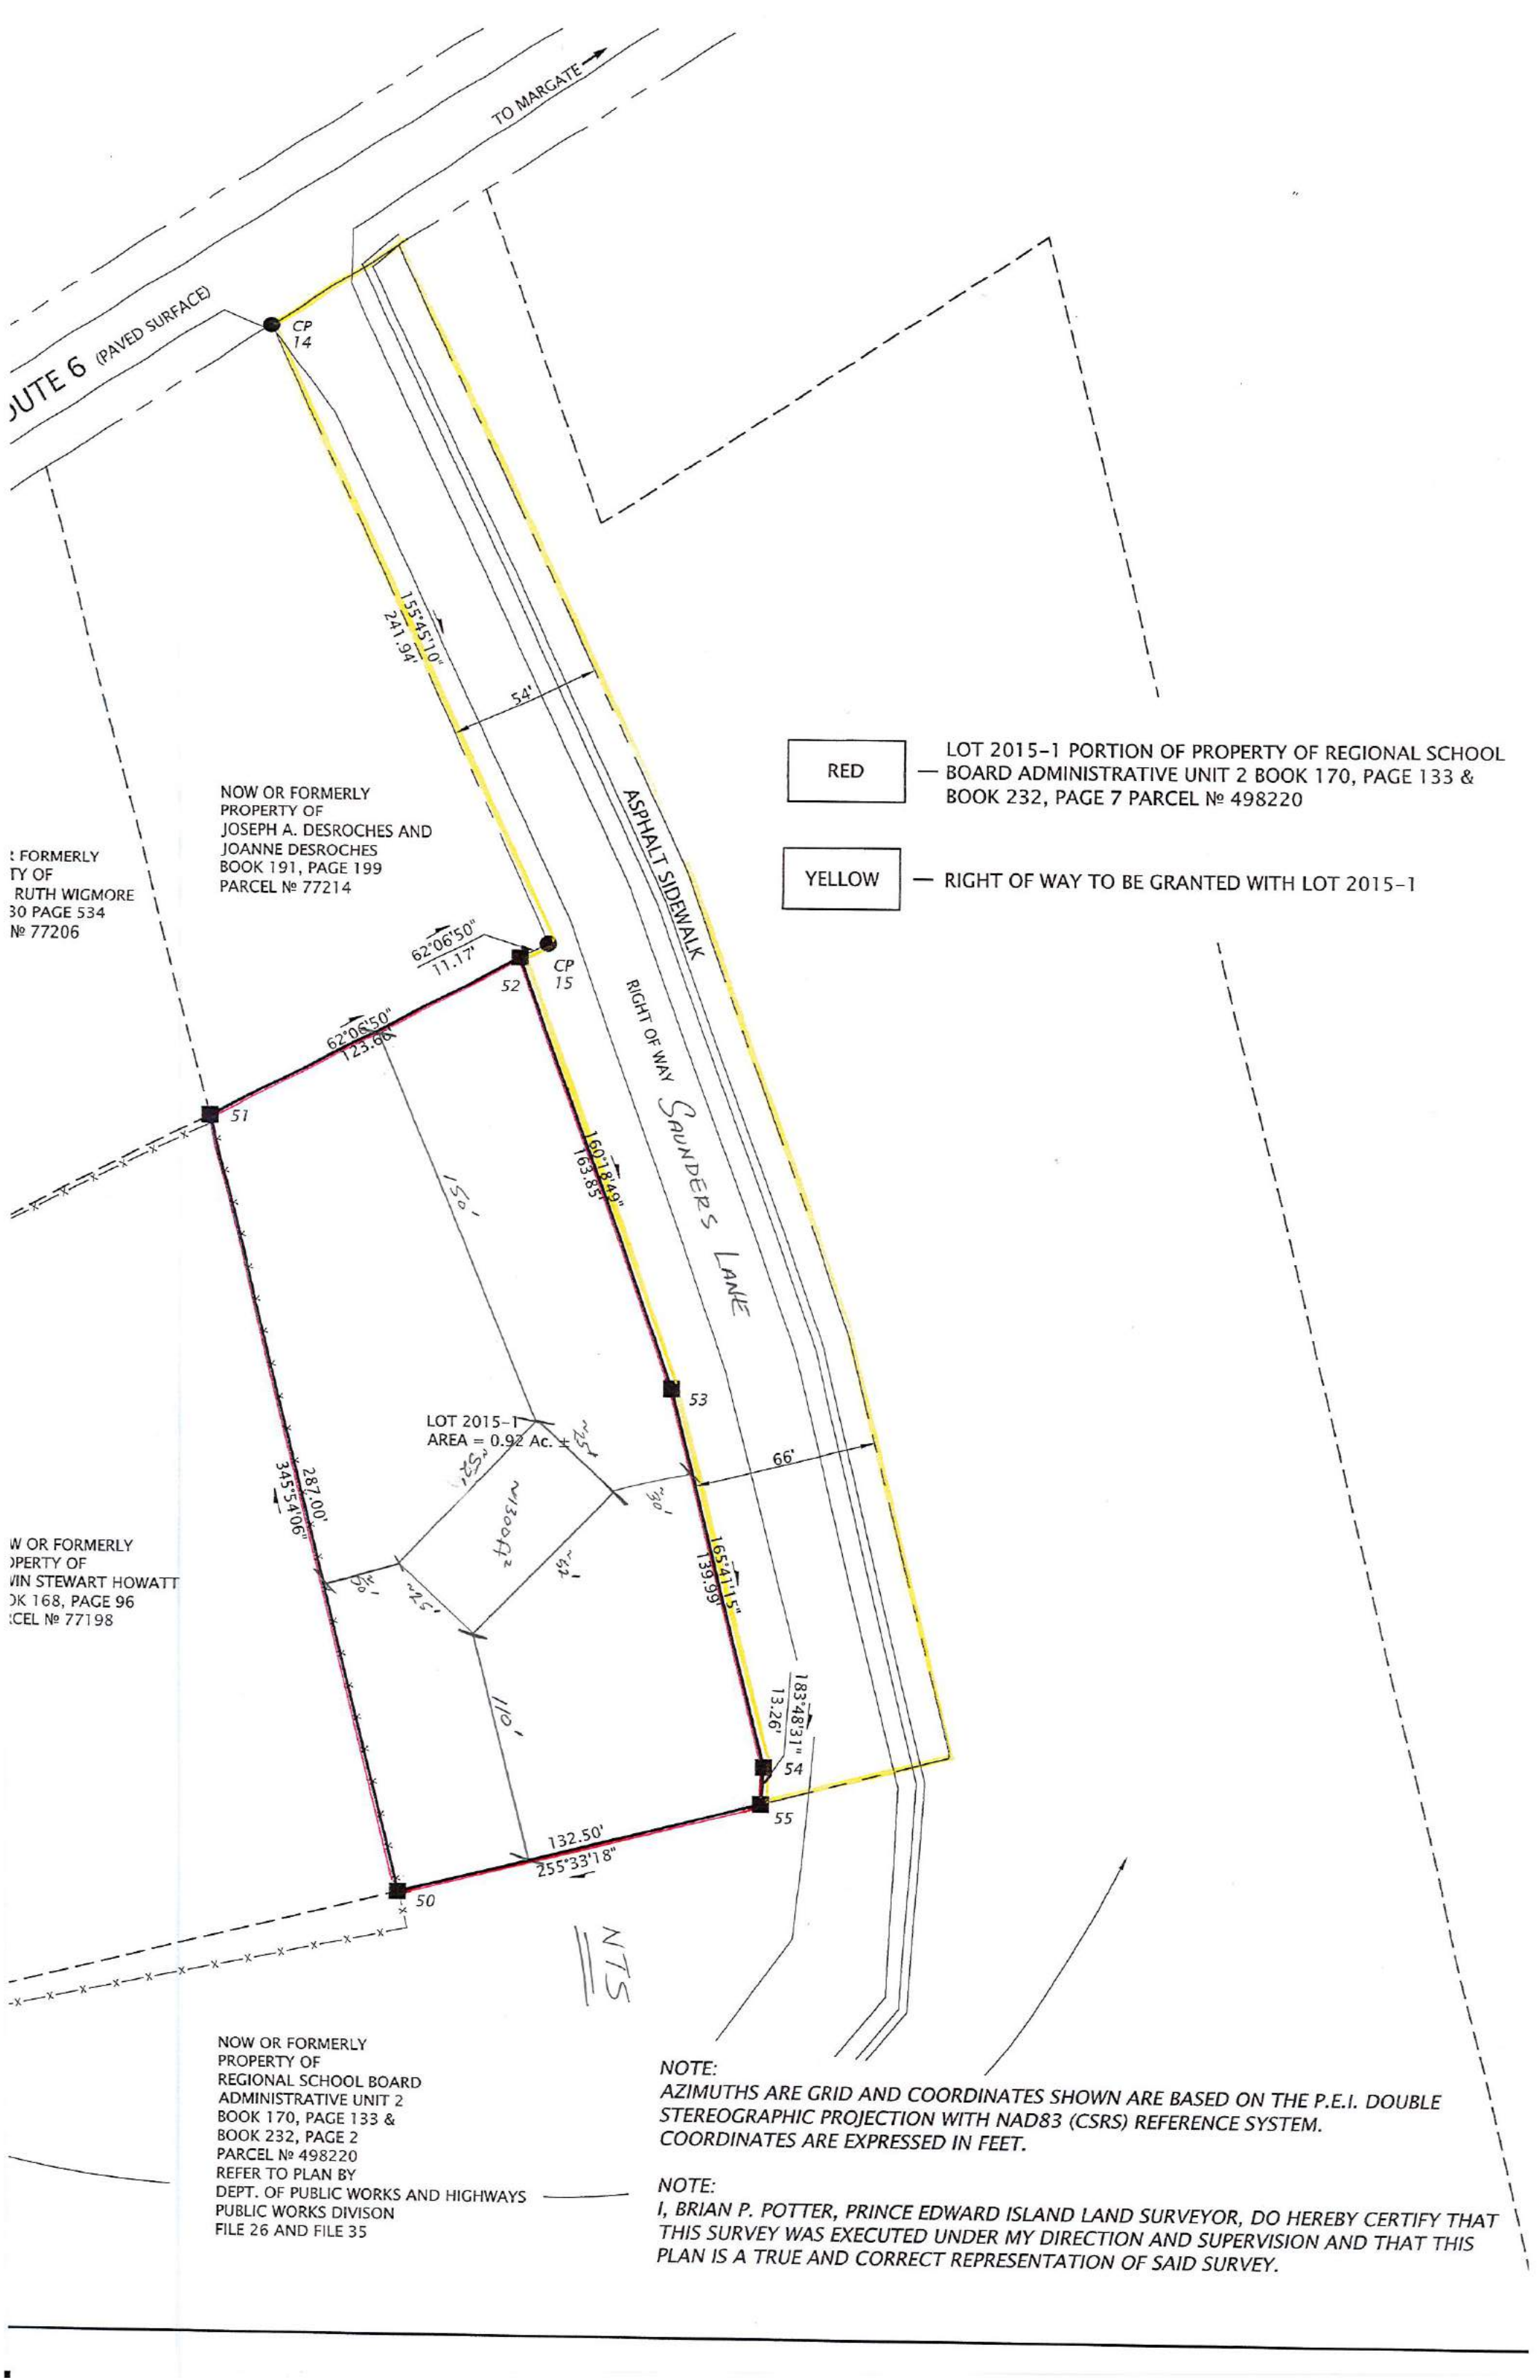 TO MARGATE
OUTE 6 (PAVED SURFACE)
CP
14
155°45'10"
241.94'
54'
RED
LOT 2015-1 PORTION OF PROPERTY OF REGIONAL SCHOOL
BOARD ADMINISTRATIVE UNIT 2 BOOK 170, PAGE 133 &
BOOK 232, PAGE 7 PARCEL Nº 498220
YELLOW
RIGHT OF WAY TO BE GRANTED WITH LOT 2015-1
NOW OR FORMERLY
PROPERTY OF
JOSEPH A. DESROCHES AND
JOANNE DESROCHES
BOOK 191, PAGE 199
PARCEL Nº 77214
FORMERLY
TY OF
RUTH WIGMORE
30 PAGE 534
Nº 77206
ASPHALT SIDEWALK
62°06'50"
11.17'
52
CP
15
RIGHT OF WAY
SAUNDERS LANE
62°06'50"
123.66'
51
150'
160°18'49"
163.85'
53
LOT 2015-1
AREA = 0.92 Ac. ±
~52'
~25'
66'
~1300ft²
~30'
287.00'
345°54'06"
~52'
~25'
W OR FORMERLY
OPERTY OF
VIN STEWART HOWATT
OK 168, PAGE 96
CEL Nº 77198
165°41'15"
139.99'
110'
183°48'31"
13.26'
54
55
132.50'
255°33'18"
50
NTS
NOW OR FORMERLY
PROPERTY OF
REGIONAL SCHOOL BOARD
ADMINISTRATIVE UNIT 2
BOOK 170, PAGE 133 &
BOOK 232, PAGE 2
PARCEL Nº 498220
REFER TO PLAN BY
DEPT. OF PUBLIC WORKS AND HIGHWAYS
PUBLIC WORKS DIVISON
FILE 26 AND FILE 35
NOTE:
AZIMUTHS ARE GRID AND COORDINATES SHOWN ARE BASED ON THE P.E.I. DOUBLE
STEREOGRAPHIC PROJECTION WITH NAD83 (CSRS) REFERENCE SYSTEM.
COORDINATES ARE EXPRESSED IN FEET.
NOTE:
I, BRIAN P. POTTER, PRINCE EDWARD ISLAND LAND SURVEYOR, DO HEREBY CERTIFY THAT
THIS SURVEY WAS EXECUTED UNDER MY DIRECTION AND SUPERVISION AND THAT THIS
PLAN IS A TRUE AND CORRECT REPRESENTATION OF SAID SURVEY.